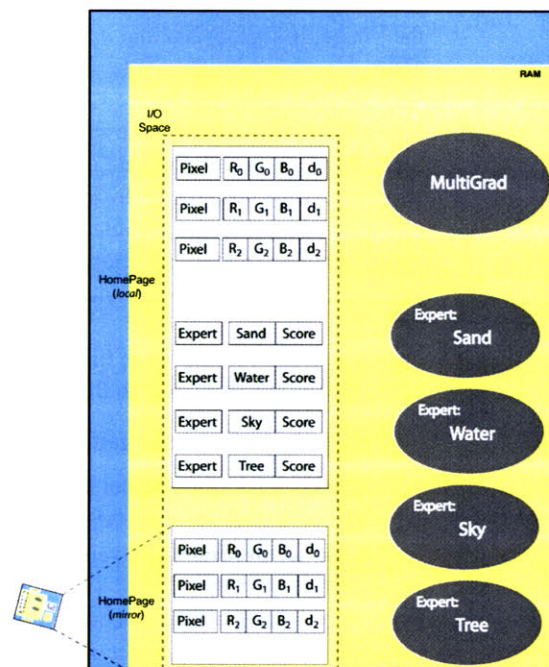 RAM
I/O
Space
Pixel R₀ G₀ B₀ d₀
Pixel R₁ G₁ B₁ d₁
Pixel R₂ G₂ B₂ d₂
HomePage
(local)
Expert Sand Score
Expert Water Score
Expert Sky Score
Expert Tree Score
HomePage
(mirror)
Pixel R₀ G₀ B₀ d₀
Pixel R₁ G₁ B₁ d₁
Pixel R₂ G₂ B₂ d₂
MultiGrad
Expert:
Sand
Expert:
Water
Expert:
Sky
Expert:
Tree